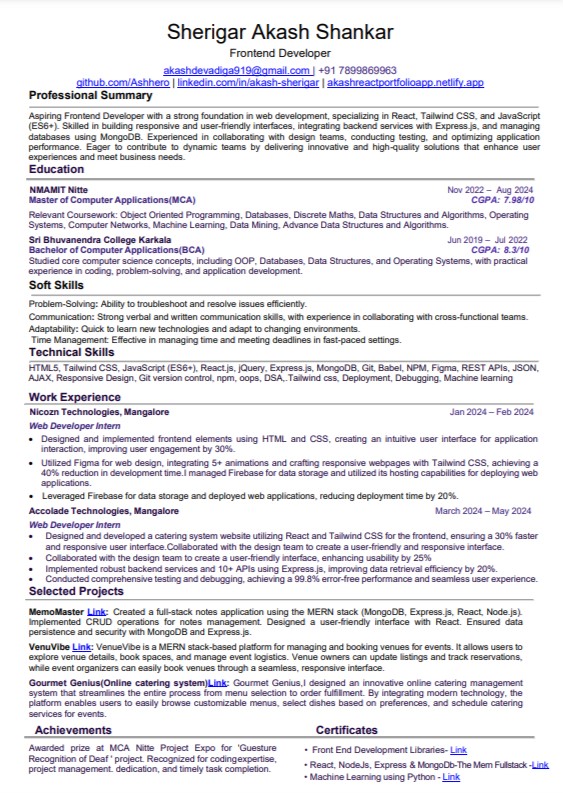 Sherigar Akash Shankar
Frontend Developer
akashdevadiga919@gmail.com | +91 7899869963
github.com/Ashhero | linkedin.com/in/akash-sherigar | akashreactportfolioapp.netlify.app
Professional Summary
Aspiring Frontend Developer with a strong foundation in web development, specializing in React, Tailwind CSS, and JavaScript
(ES6+). Skilled in building responsive and user-friendly interfaces, integrating backend services with Express.js, and managing
databases using MongoDB. Experienced in collaborating with design teams, conducting testing, and optimizing application
performance. Eager to contribute to dynamic teams by delivering innovative and high-quality solutions that enhance user
experiences and meet business needs.
Education
NMAMIT Nitte Nov 2022 – Aug 2024
Master of Computer Applications(MCA) CGPA: 7.98/10
Relevant Coursework: Object Oriented Programming, Databases, Discrete Maths, Data Structures and Algorithms, Operating
Systems, Computer Networks, Machine Learning, Data Mining, Advance Data Structures and Algorithms.
Sri Bhuvanendra College Karkala Jun 2019 – Jul 2022
Bachelor of Computer Applications(BCA) CGPA: 8.3/10
Studied core computer science concepts, including OOP, Databases, Data Structures, and Operating Systems, with practical
experience in coding, problem-solving, and application development.
Soft Skills
Problem-Solving: Ability to troubleshoot and resolve issues efficiently.
Communication: Strong verbal and written communication skills, with experience in collaborating with cross-functional teams.
Adaptability: Quick to learn new technologies and adapt to changing environments.
Time Management: Effective in managing time and meeting deadlines in fast-paced settings.
Technical Skills
HTML5, Tailwind CSS, JavaScript (ES6+), React.js, jQuery, Express.js, MongoDB, Git, Babel, NPM, Figma, REST APIs, JSON,
AJAX, Responsive Design, Git version control, npm, oops, DSA,.Tailwind css, Deployment, Debugging, Machine learning
Work Experience
Nicozn Technologies, Mangalore Jan 2024 – Feb 2024
Web Developer Intern
• Designed and implemented frontend elements using HTML and CSS, creating an intuitive user interface for application
interaction, improving user engagement by 30%.
• Utilized Figma for web design, integrating 5+ animations and crafting responsive webpages with Tailwind CSS, achieving a
40% reduction in development time.I managed Firebase for data storage and utilized its hosting capabilities for deploying web
applications.
• Leveraged Firebase for data storage and deployed web applications, reducing deployment time by 20%.
Accolade Technologies, Mangalore March 2024 – May 2024
Web Developer Intern
• Designed and developed a catering system website utilizing React and Tailwind CSS for the frontend, ensuring a 30% faster
and responsive user interface.Collaborated with the design team to create a user-friendly and responsive interface.
• Collaborated with the design team to create a user-friendly interface, enhancing usability by 25%
• Implemented robust backend services and 10+ APIs using Express.js, improving data retrieval efficiency by 20%.
• Conducted comprehensive testing and debugging, achieving a 99.8% error-free performance and seamless user experience.
Selected Projects
MemoMaster Link: Created a full-stack notes application using the MERN stack (MongoDB, Express.js, React, Node.js).
Implemented CRUD operations for notes management. Designed a user-friendly interface with React. Ensured data
persistence and security with MongoDB and Express.js.
VenuVibe Link: VenueVibe is a MERN stack-based platform for managing and booking venues for events. It allows users to
explore venue details, book spaces, and manage event logistics. Venue owners can update listings and track reservations,
while event organizers can easily book venues through a seamless, responsive interface.
Gourmet Genius(Online catering system)Link: Gourmet Genius,I designed an innovative online catering management
system that streamlines the entire process from menu selection to order fulfillment. By integrating modern technology, the
platform enables users to easily browse customizable menus, select dishes based on preferences, and schedule catering
services for events.
Achievements
Awarded prize at MCA Nitte Project Expo for 'Guesture
Recognition of Deaf ' project. Recognized for codingexpertise,
project management. dedication, and timely task completion.
Certificates
• Front End Development Libraries- Link
• React, NodeJs, Express & MongoDb-The Mern Fullstack -Link
• Machine Learning using Python - Link